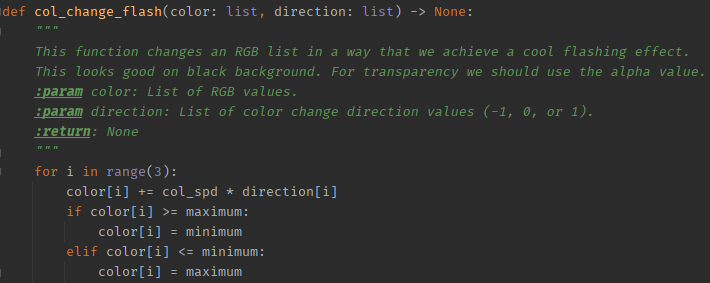 def col_change_flash(color: list, direction: list) -> None:
    """
    This function changes an RGB list in a way that we achieve a cool flashing effect.
    This looks good on black background. For transparency we should use the alpha value.
    :param color: List of RGB values.
    :param direction: List of color change direction values (-1, 0, or 1).
    :return: None
    """
    for i in range(3):
        color[i] += col_spd * direction[i]
        if color[i] >= maximum:
            color[i] = minimum
        elif color[i] <= minimum:
            color[i] = maximum